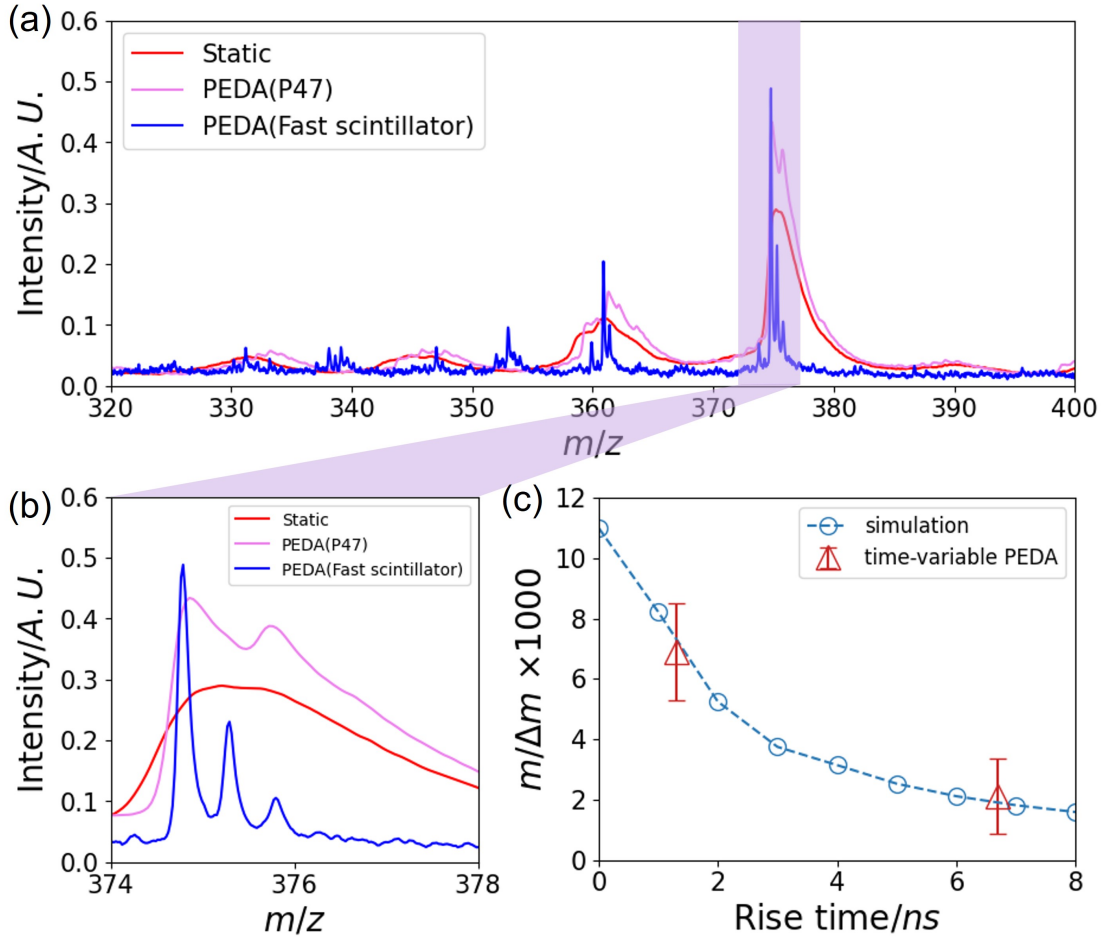 (a)
Intensity/A.U.
0.6
0.5
0.4
0.3
0.2
0.1
0.0
Static
PEDA(P47)
PEDA(Fast scintillator)
320 330 340 350 360 370 380 390 400
m/z
(b)
Intensity/A.U.
0.6
0.5
0.4
0.3
0.2
0.1
0.0
Static
PEDA(P47)
PEDA(Fast scintillator)
374 376 378
m/z
(c)
m/Δm ×1000
12
10
8
6
4
2
0
simulation
time-variable PEDA
0 2 4 6 8
Rise time/ns